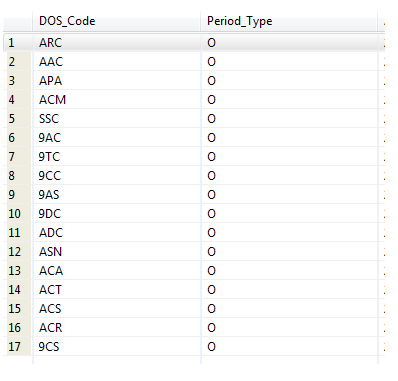 DOS_Code Period_Type
1 ARC O
2 AAC O
3 APA O
4 ACM O
5 SSC O
6 9AC O
7 9TC O
8 9CC O
9 9AS O
10 9DC O
11 ADC O
12 ASN O
13 ACA O
14 ACT O
15 ACS O
16 ACR O
17 9CS O